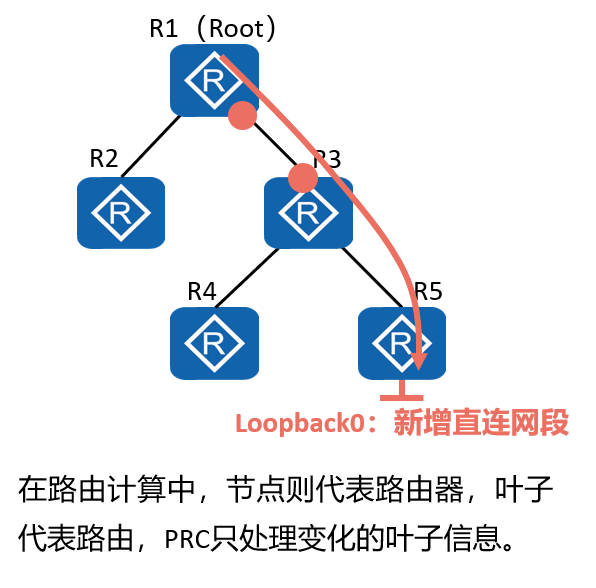 R1（Root）
R
R2
R3
R
R
R4
R5
R
R
Loopback0：新增直连网段
在路由计算中，节点则代表路由器，叶子
代表路由，PRC只处理变化的叶子信息。